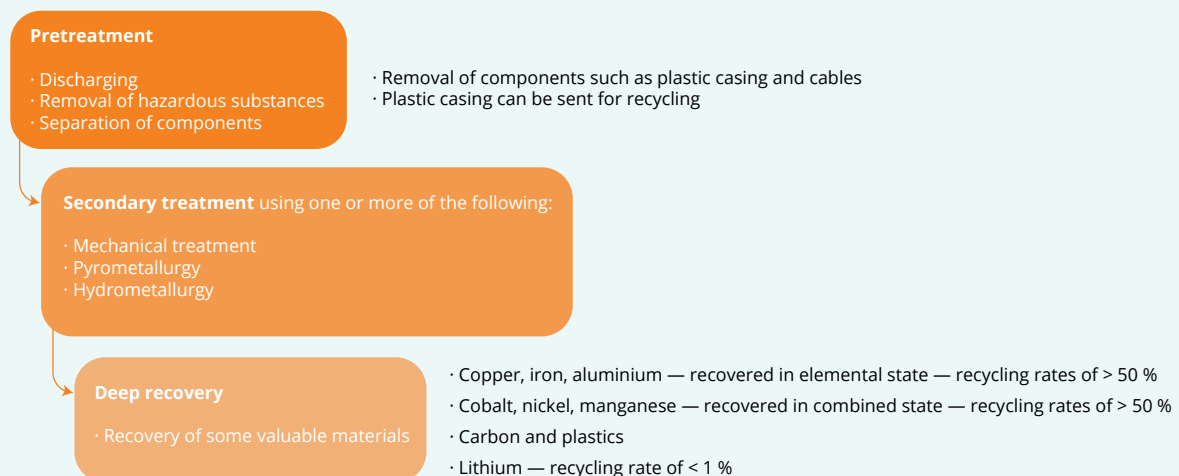 Pretreatment
· Discharging
· Removal of hazardous substances
· Separation of components
· Removal of components such as plastic casing and cables
· Plastic casing can be sent for recycling
Secondary treatment using one or more of the following:
· Mechanical treatment
· Pyrometallurgy
· Hydrometallurgy
Deep recovery
· Recovery of some valuable materials
· Copper, iron, aluminium — recovered in elemental state — recycling rates of > 50 %
· Cobalt, nickel, manganese — recovered in combined state — recycling rates of > 50 %
· Carbon and plastics
· Lithium — recycling rate of < 1 %